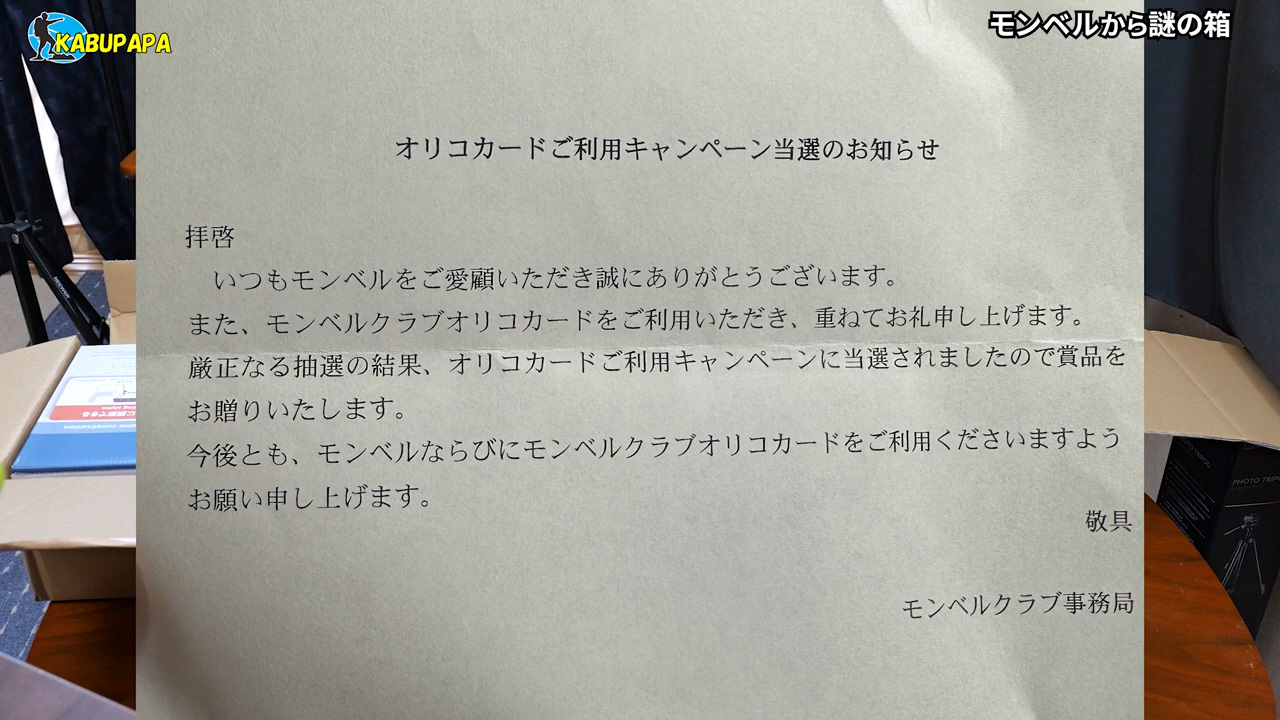 KABUPAPA
モンベルから謎の箱
オリコカードご利用キャンペーン当選のお知らせ
拝啓
いつもモンベルをご愛顧いただき誠にありがとうございます。
また、モンベルクラブオリコカードをご利用いただき、重ねてお礼申し上げます。
厳正なる抽選の結果、オリコカードご利用キャンペーンに当選されましたので賞品を
お贈りいたします。
今後とも、モンベルならびにモンベルクラブオリコカードをご利用くださいますよう
お願い申し上げます。
敬具
モンベルクラブ事務局
PHOTO TRIPOD